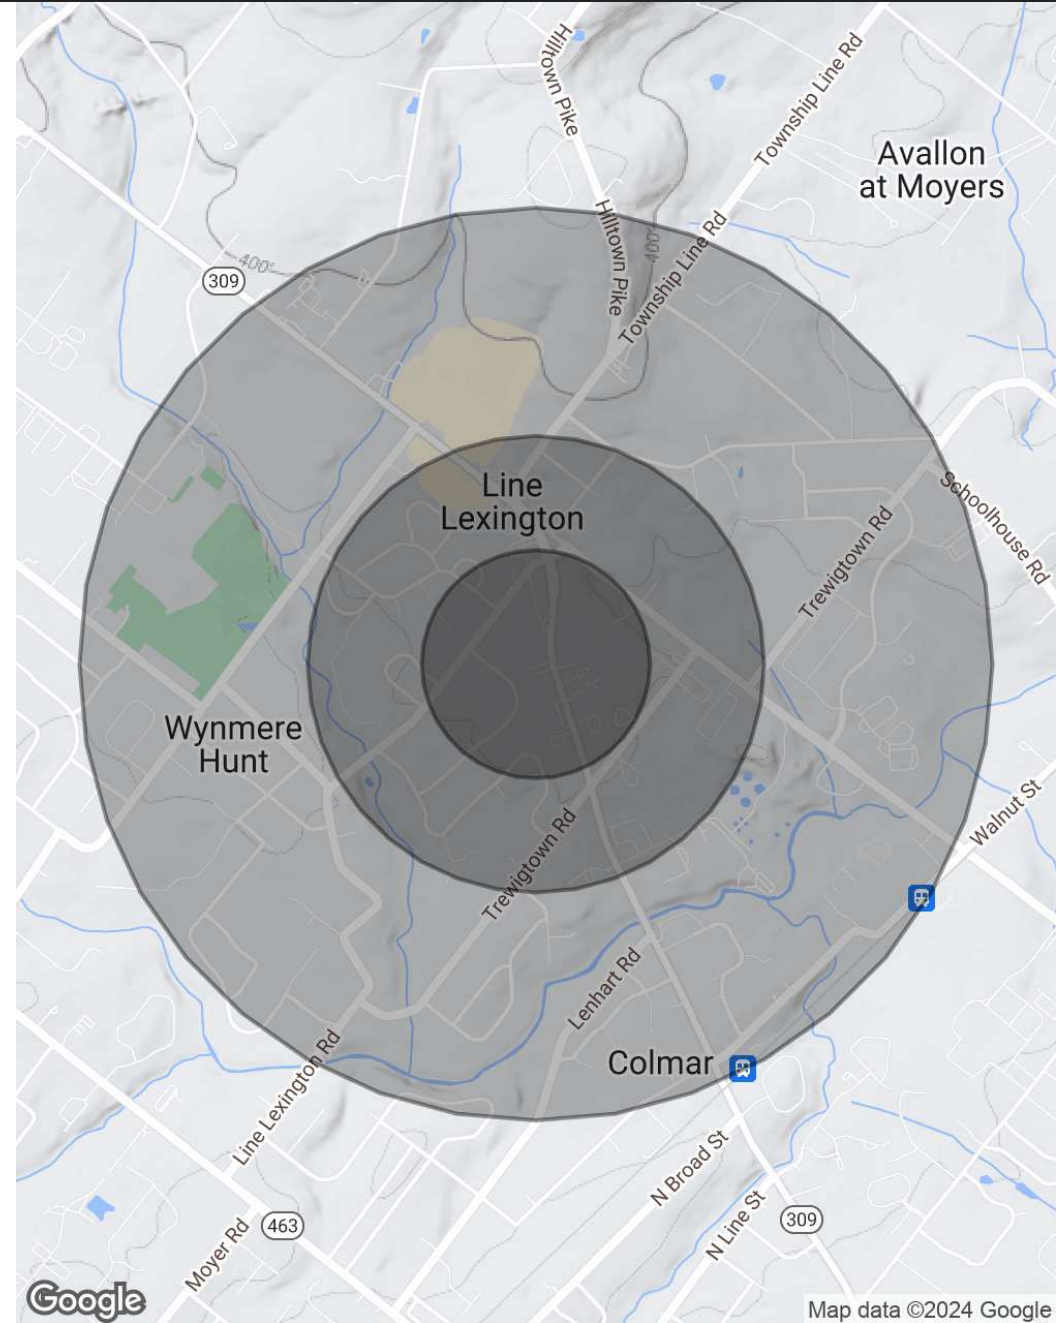 Hilltown Pike
Township Line Rd
Avallon
at Moyers
Hilltown Pike
Township Line Rd
400'
400'
309
Line
Lexington
Schoolhouse Rd
Trewigtown Rd
Wynmere
Hunt
Walnut St
Trewigtown Rd
Lenhart Rd
Colmar
Line Lexington Rd
N Broad St
N Line St
309
463
Moyer Rd
Google
Map data ©2024 Google